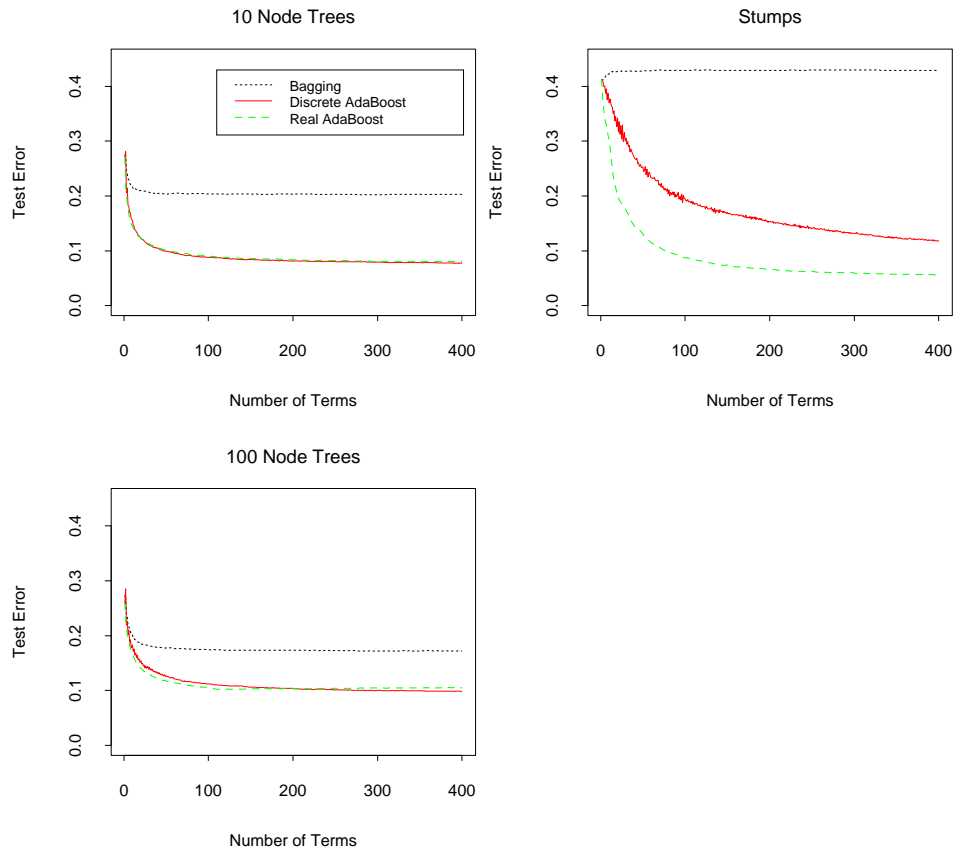 10 Node Trees
Test Error
0.0 0.1 0.2 0.3 0.4
Bagging
Discrete AdaBoost
Real AdaBoost
0 100 200 300 400
Number of Terms
Stumps
Test Error
0.0 0.1 0.2 0.3 0.4
0 100 200 300 400
Number of Terms
100 Node Trees
Test Error
0.0 0.1 0.2 0.3 0.4
0 100 200 300 400
Number of Terms